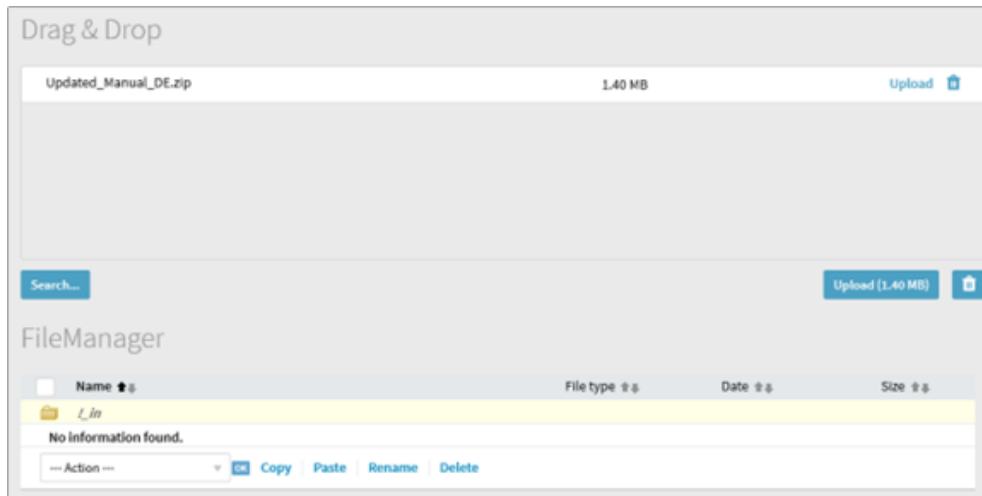 Drag & Drop
Updated_Manual_DE.zip 1.40 MB Upload
Search... Upload (1.40 MB)
FileManager
Name File type Date Size
/_in
No information found.
--- Action --- OK Copy Paste Rename Delete